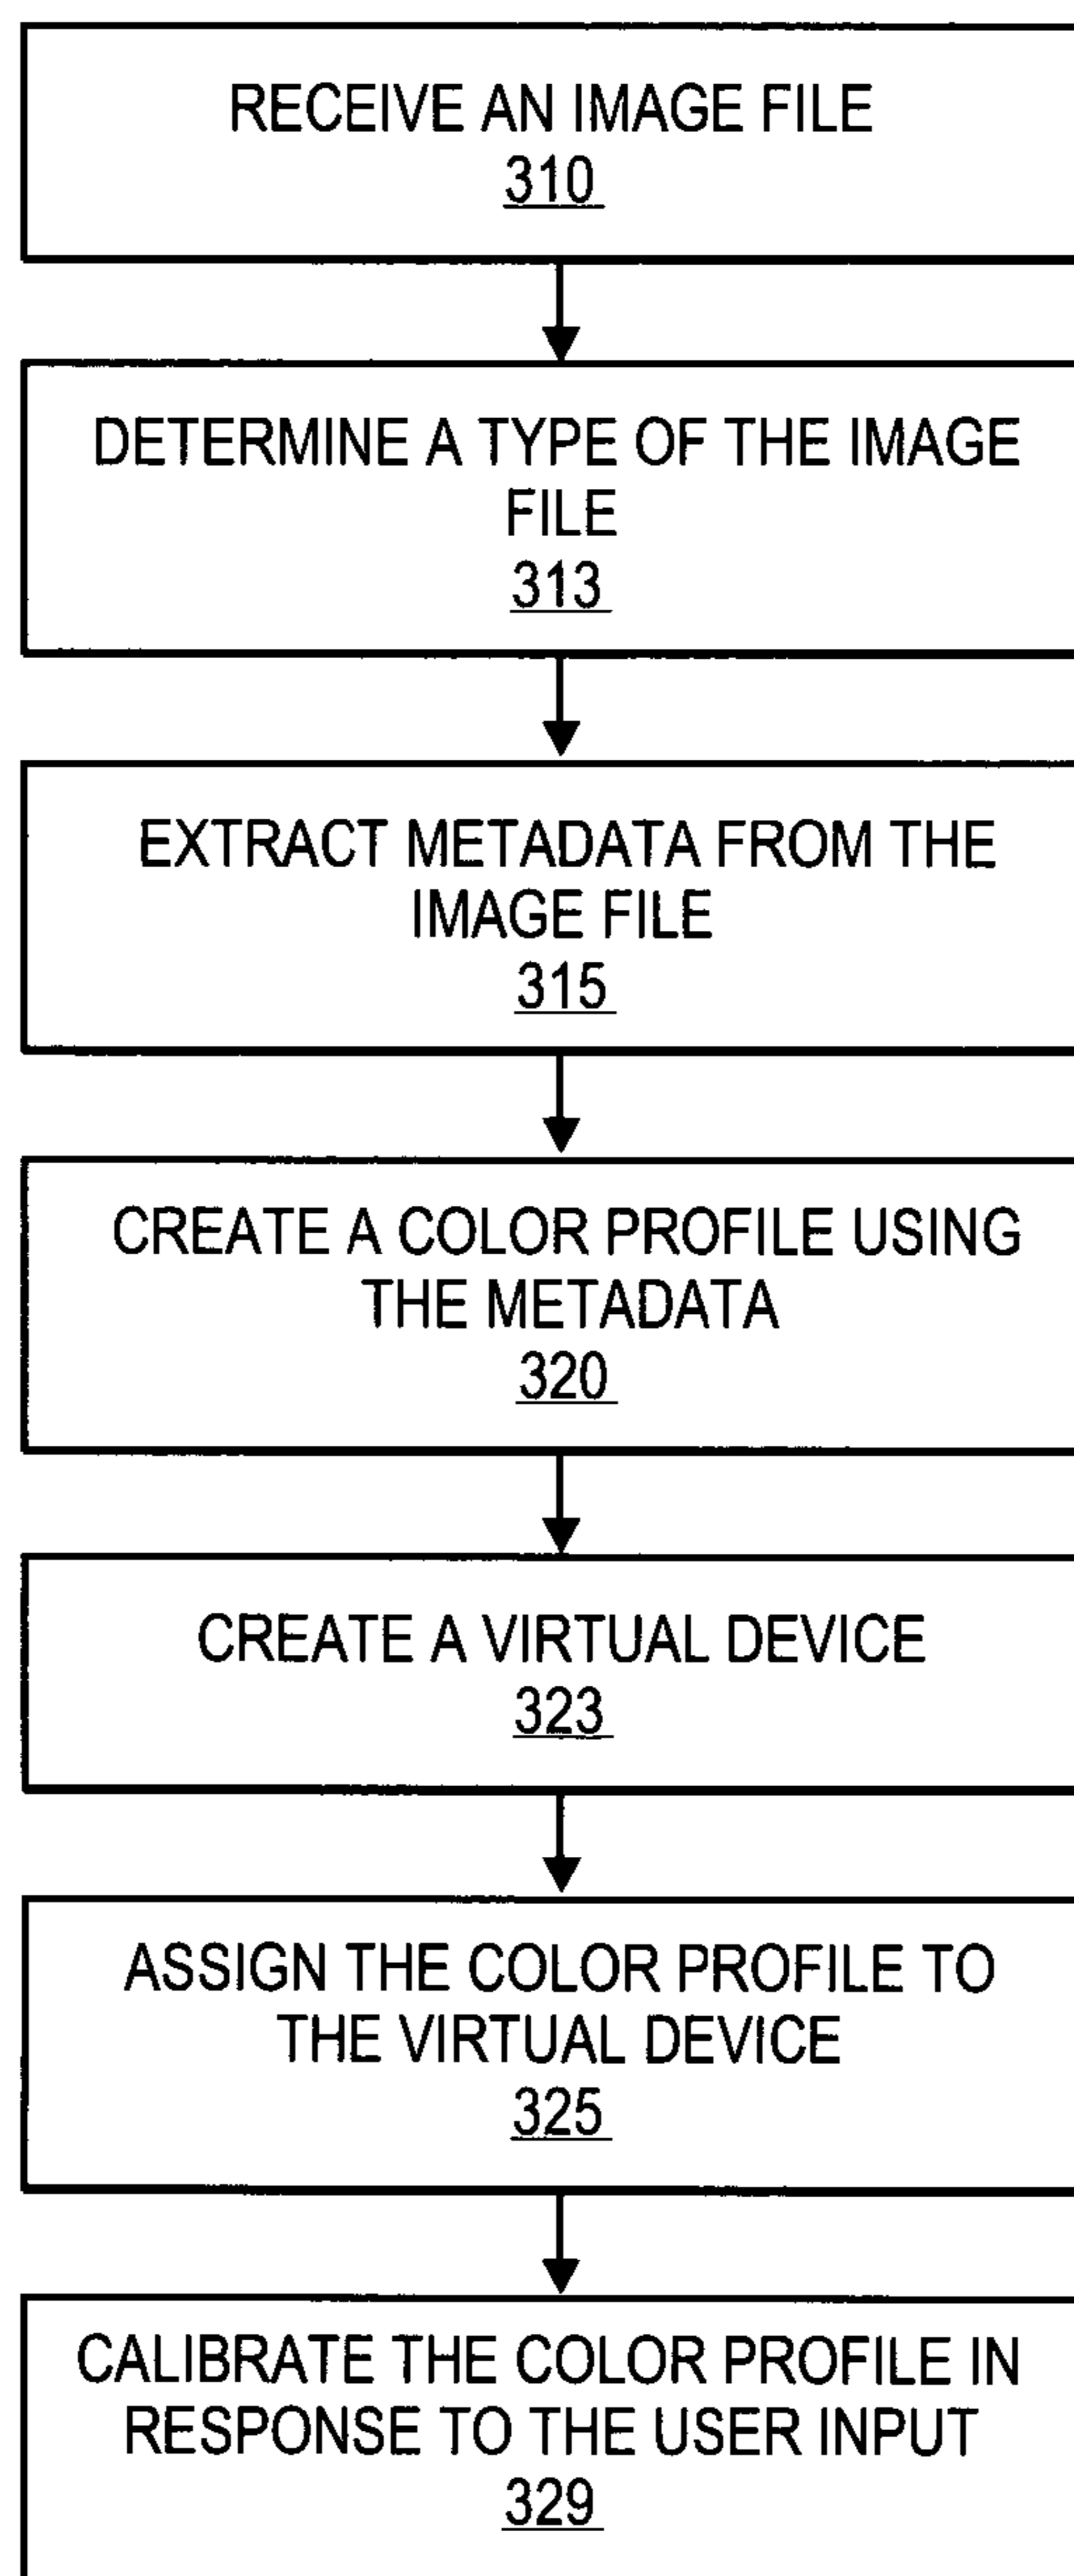 RECEIVE AN IMAGE FILE
310
DETERMINE A TYPE OF THE IMAGE
FILE
313
EXTRACT METADATA FROM THE
IMAGE FILE
315
CREATE A COLOR PROFILE USING
THE METADATA
320
CREATE A VIRTUAL DEVICE
323
ASSIGN THE COLOR PROFILE TO
THE VIRTUAL DEVICE
325
CALIBRATE THE COLOR PROFILE IN
RESPONSE TO THE USER INPUT
329